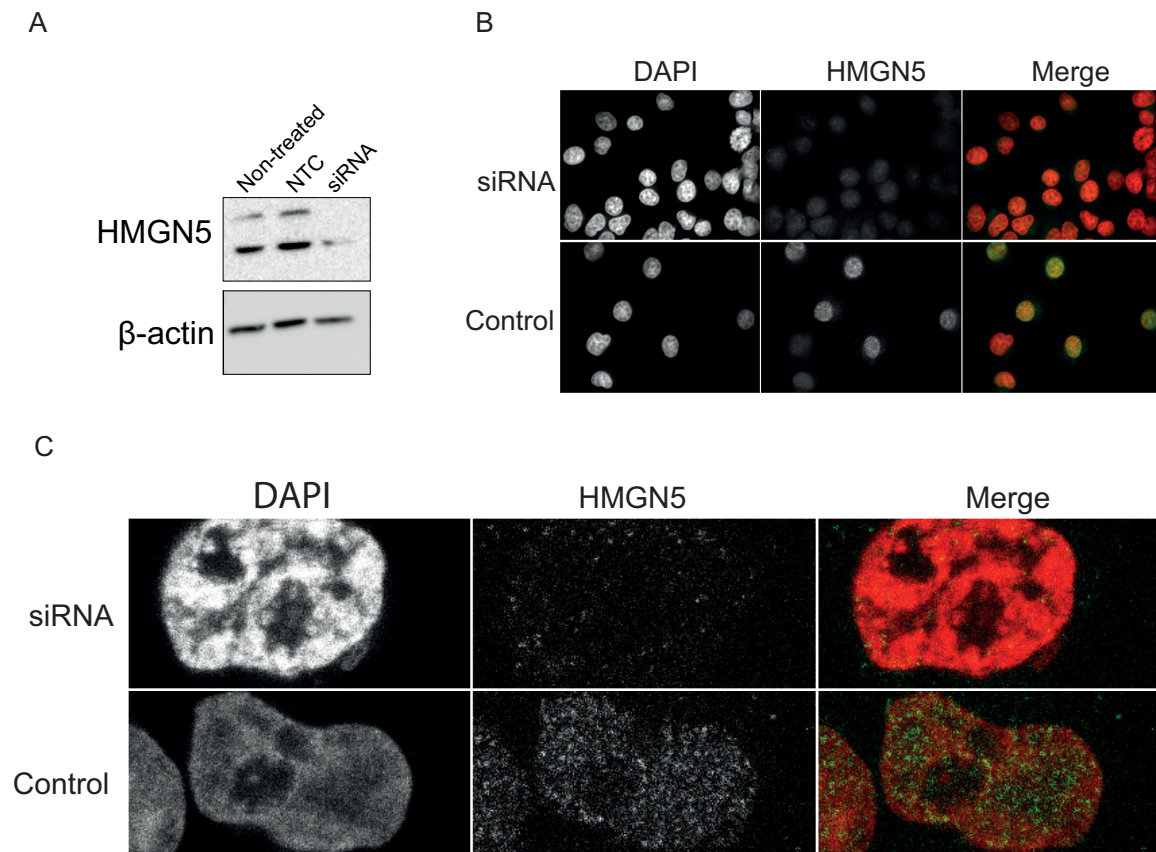 A
Non-treated
NTC
siRNA
HMGN5
β-actin
B
DAPI HMGN5 Merge
siRNA
Control
C
DAPI HMGN5 Merge
siRNA
Control